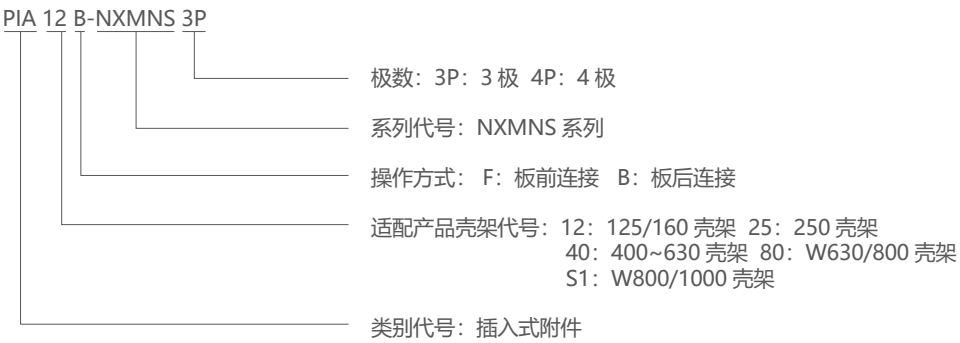 PIA 12 B-NXMNS 3P
极数：3P：3 极 4P：4 极
系列代号：NXMNS 系列
操作方式： F：板前连接 B：板后连接
适配产品壳架代号：12：125/160 壳架 25：250 壳架
40：400~630 壳架 80：W630/800 壳架
S1：W800/1000 壳架
类别代号：插入式附件